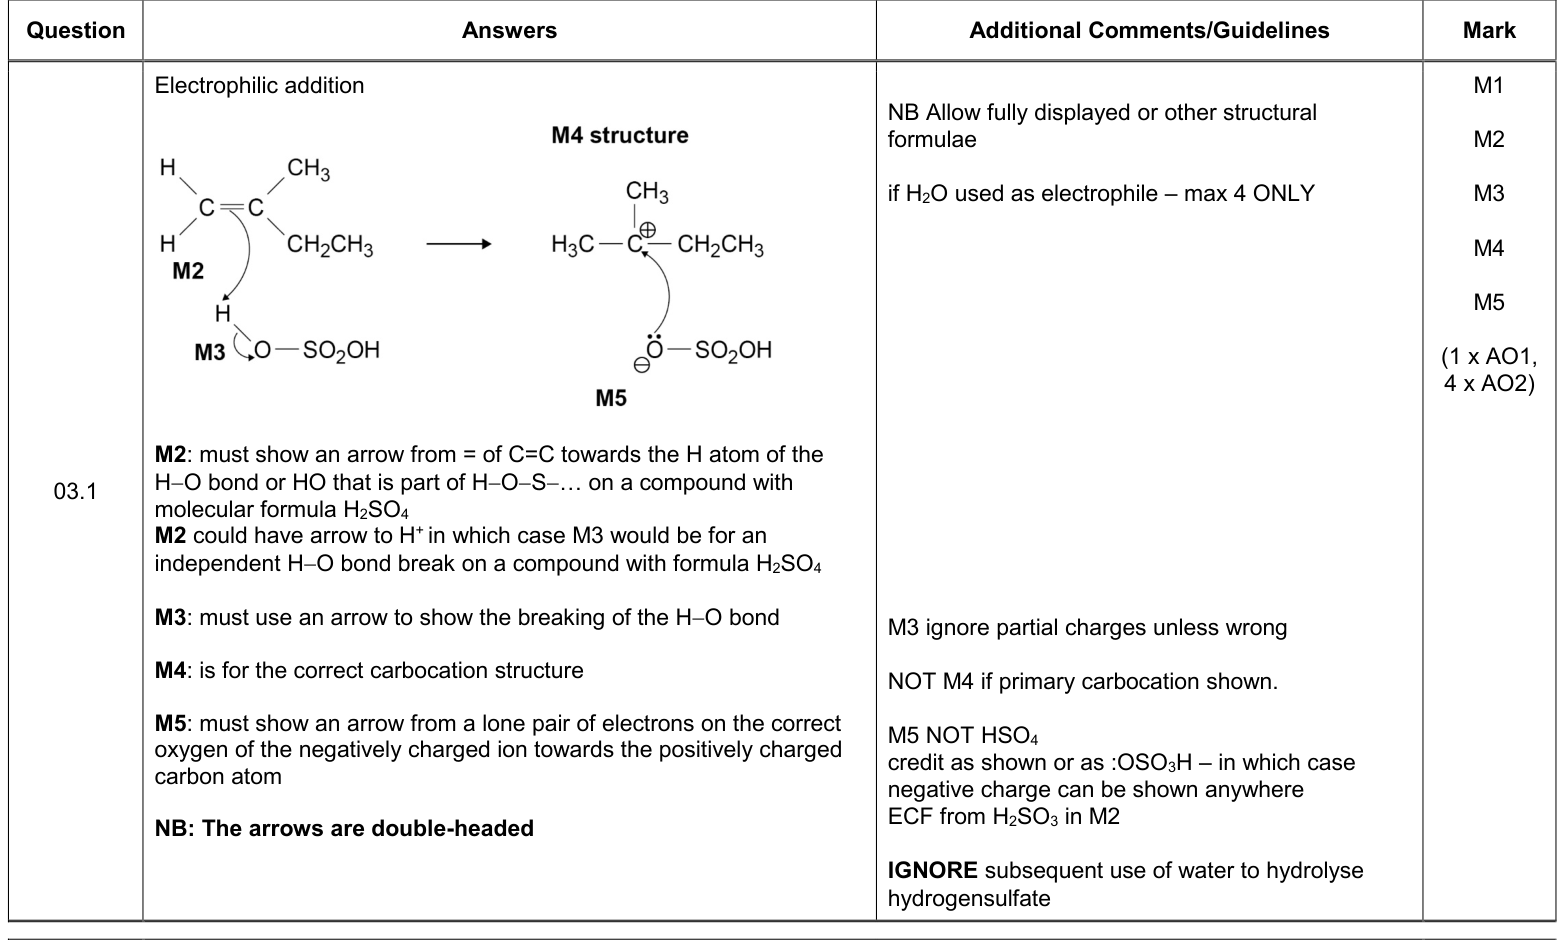 Question Answers Additional Comments/Guidelines Mark
03.1
Electrophilic addition
M4 structure
H CH₃
C=C
H CH₂CH₃
M2
H
M3 O—SO₂OH
CH₃
⊕
H₃C—C—CH₂CH₃
Ö—SO₂OH
⊖
M5
M2: must show an arrow from = of C=C towards the H atom of the
H–O bond or HO that is part of H–O–S–… on a compound with
molecular formula H₂SO₄
M2 could have arrow to H⁺ in which case M3 would be for an
independent H–O bond break on a compound with formula H₂SO₄
M3: must use an arrow to show the breaking of the H–O bond
M4: is for the correct carbocation structure
M5: must show an arrow from a lone pair of electrons on the correct
oxygen of the negatively charged ion towards the positively charged
carbon atom
NB: The arrows are double-headed
NB Allow fully displayed or other structural
formulae
if H₂O used as electrophile – max 4 ONLY
M3 ignore partial charges unless wrong
NOT M4 if primary carbocation shown.
M5 NOT HSO₄
credit as shown or as :OSO₃H – in which case
negative charge can be shown anywhere
ECF from H₂SO₃ in M2
IGNORE subsequent use of water to hydrolyse
hydrogensulfate
M1
M2
M3
M4
M5
(1 x AO1,
4 x AO2)